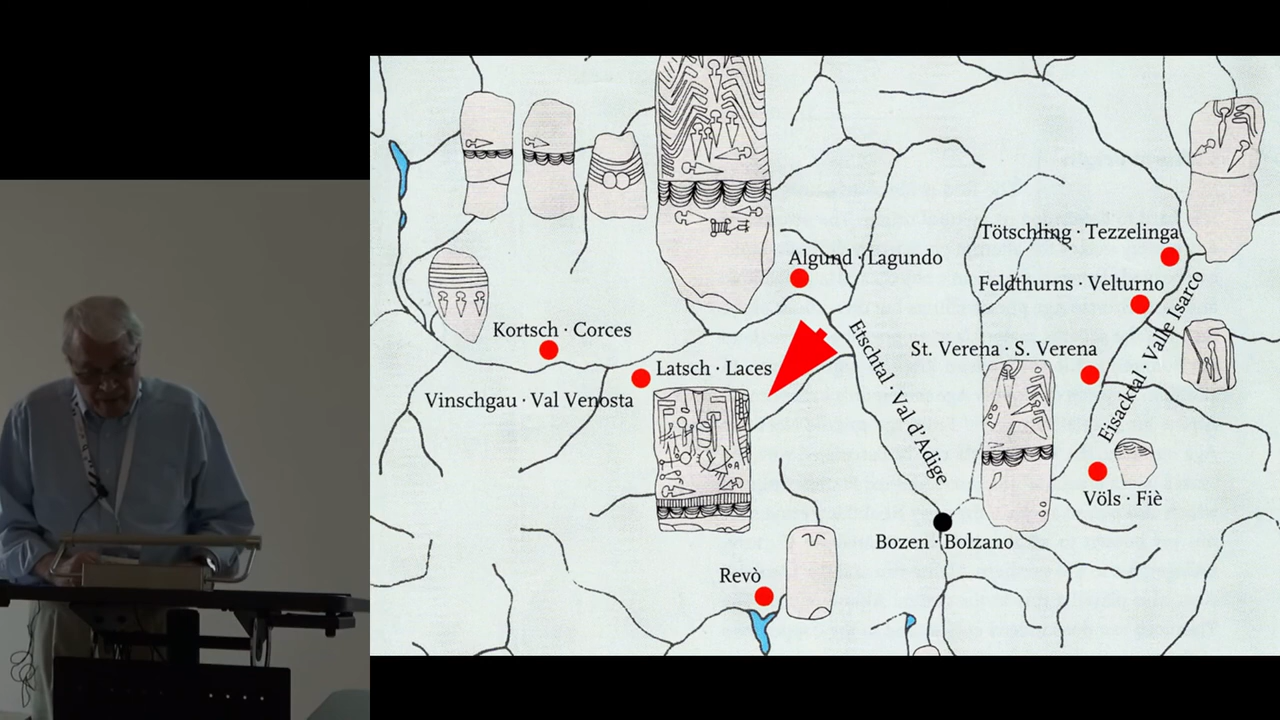 Tötschling · Tezzelinga
Algund · Lagundo
Feldthurns · Velturno
Kortsch · Corces
St. Verena · S. Verena
Latsch · Laces
Vinschgau · Val Venosta
Etschtal · Val d'Adige
Eisacktal · Valle Isarco
Völs · Fiè
Bozen · Bolzano
Revò